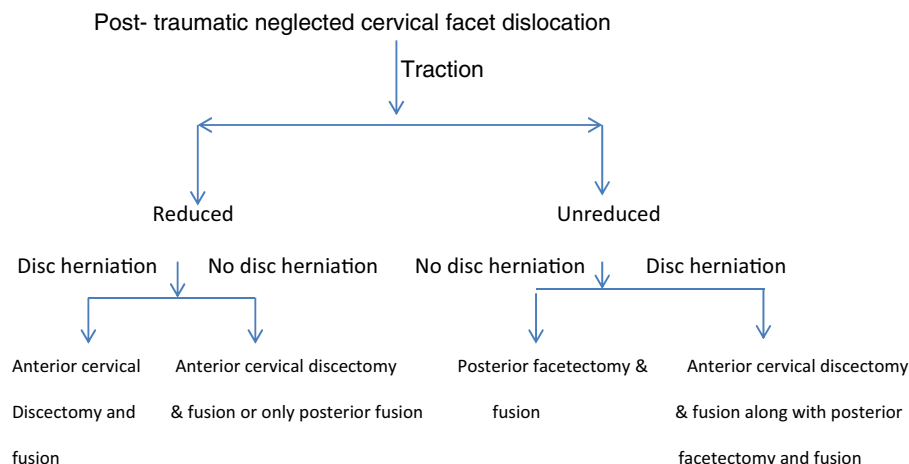 Post- traumatic neglected cervical facet dislocation
Traction
Reduced
Unreduced
Disc herniation
No disc herniation
No disc herniation
Disc herniation
Anterior cervical
Discectomy and
fusion
Anterior cervical discectomy
& fusion or only posterior fusion
Posterior facetectomy &
fusion
Anterior cervical discectomy
& fusion along with posterior
facetectomy and fusion